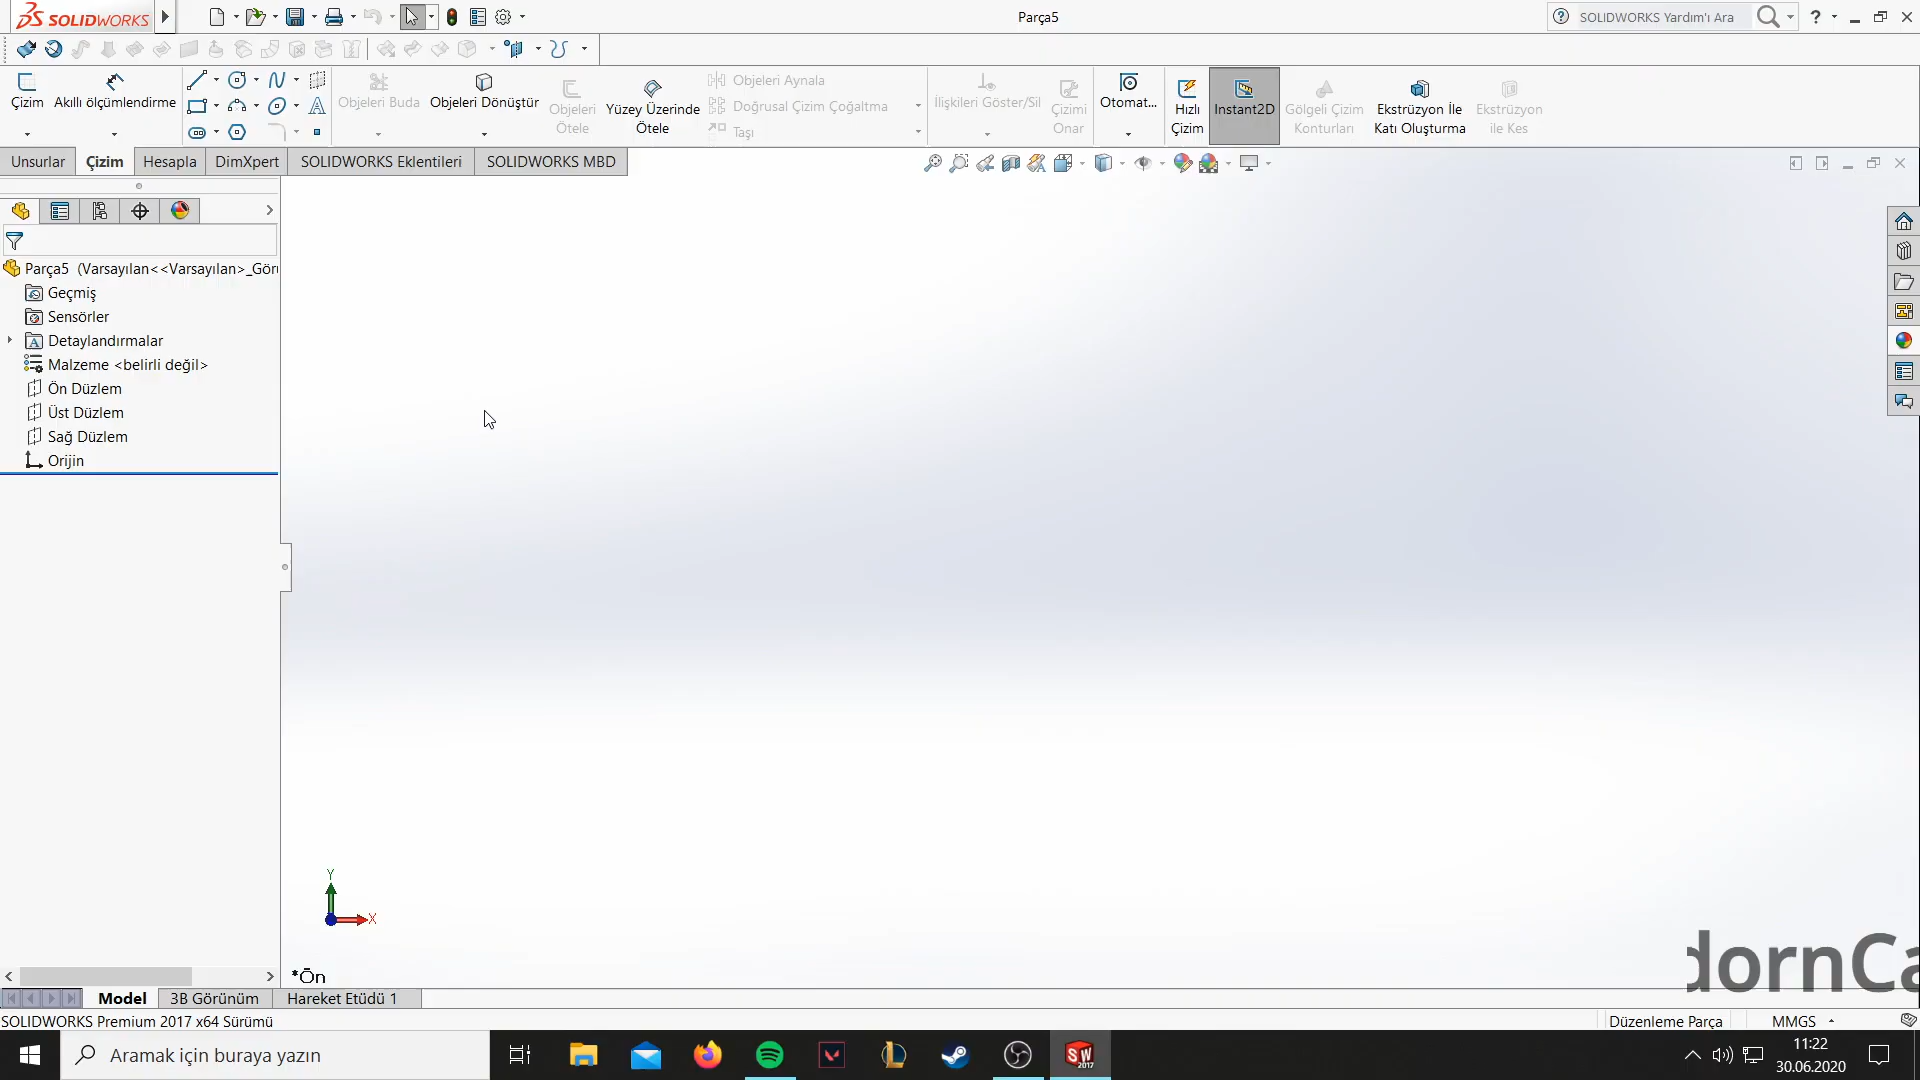 SOLIDWORKS
Parça5
SOLIDWORKS Yardım'ı Ara
?
Çizim
Akıllı ölçümlendirme
Objeleri Buda
Objeleri Dönüştür
Objeleri
Ötele
Yüzey Üzerinde
Ötele
Objeleri Aynala
Doğrusal Çizim Çoğaltma
Taşı
İlişkileri Göster/Sil
Çizimi
Onar
Otomat...
Hızlı
Çizim
Instant2D
Gölgeli Çizim
Konturları
Ekstrüzyon İle
Katı Oluşturma
Ekstrüzyon
ile Kes
Unsurlar
Çizim
Hesapla
DimXpert
SOLIDWORKS Eklentileri
SOLIDWORKS MBD
Parça5 (Varsayılan<<Varsayılan>_Gör
Geçmiş
Sensörler
Detaylandırmalar
Malzeme <belirli değil>
Ön Düzlem
Üst Düzlem
Sağ Düzlem
Orijin
Y
X
*Ön
dornCa
Model
3B Görünüm
Hareket Etüdü 1
SOLIDWORKS Premium 2017 x64 Sürümü
Düzenleme Parça
MMGS
Aramak için buraya yazın
SW
2017
11:22
30.06.2020